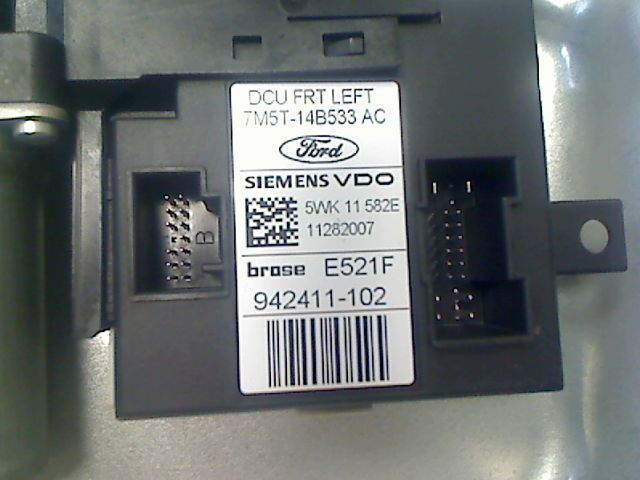 DCU FRT LEFT
7M5T-14B533 AC
Ford
SIEMENS VDO
5WK 11 582E
11282007
brose E521F
942411-102
B